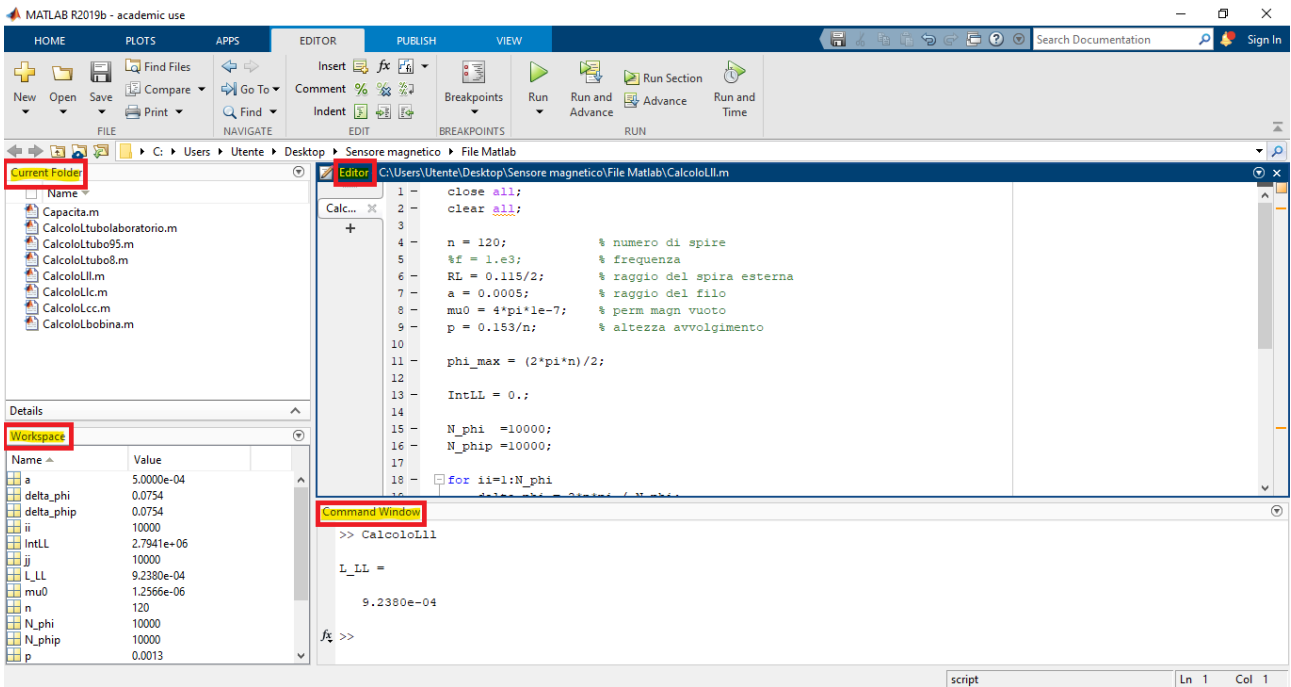 MATLAB R2019b - academic use
HOME PLOTS APPS EDITOR PUBLISH VIEW
Search Documentation
Sign In
New Open Save
Find Files
Compare
Print
FILE
Go To
Find
NAVIGATE
Insert fx
Comment %
Indent
EDIT
Breakpoints
BREAKPOINTS
Run
Run and Advance
Run Section
Advance
Run and Time
RUN
C: Users Utente Desktop Sensore magnetico File Matlab
Current Folder
Name
Capacita.m
CalcoloLtubolaboratorio.m
CalcoloLtubo95.m
CalcoloLtubo8.m
CalcoloLll.m
CalcoloLlc.m
CalcoloLcc.m
CalcoloLbobina.m
Details
Workspace
Name Value
a 5.0000e-04
delta_phi 0.0754
delta_phip 0.0754
ii 10000
IntLL 2.7941e+06
jj 10000
L_LL 9.2380e-04
mu0 1.2566e-06
n 120
N_phi 10000
N_phip 10000
p 0.0013
Editor C:\Users\Utente\Desktop\Sensore magnetico\File Matlab\CalcoloLll.m
Calc...
+
1 - close all;
2 - clear all;
3
4 - n = 120; % numero di spire
5 %f = 1.e3; % frequenza
6 - RL = 0.115/2; % raggio del spira esterna
7 - a = 0.0005; % raggio del filo
8 - mu0 = 4*pi*1e-7; % perm magn vuoto
9 - p = 0.153/n; % altezza avvolgimento
10
11 - phi_max = (2*pi*n)/2;
12
13 - IntLL = 0.;
14
15 - N_phi =10000;
16 - N_phip =10000;
17
18 - for ii=1:N_phi
Command Window
>> CalcoloLll
L_LL =
9.2380e-04
fx >>
script Ln 1 Col 1